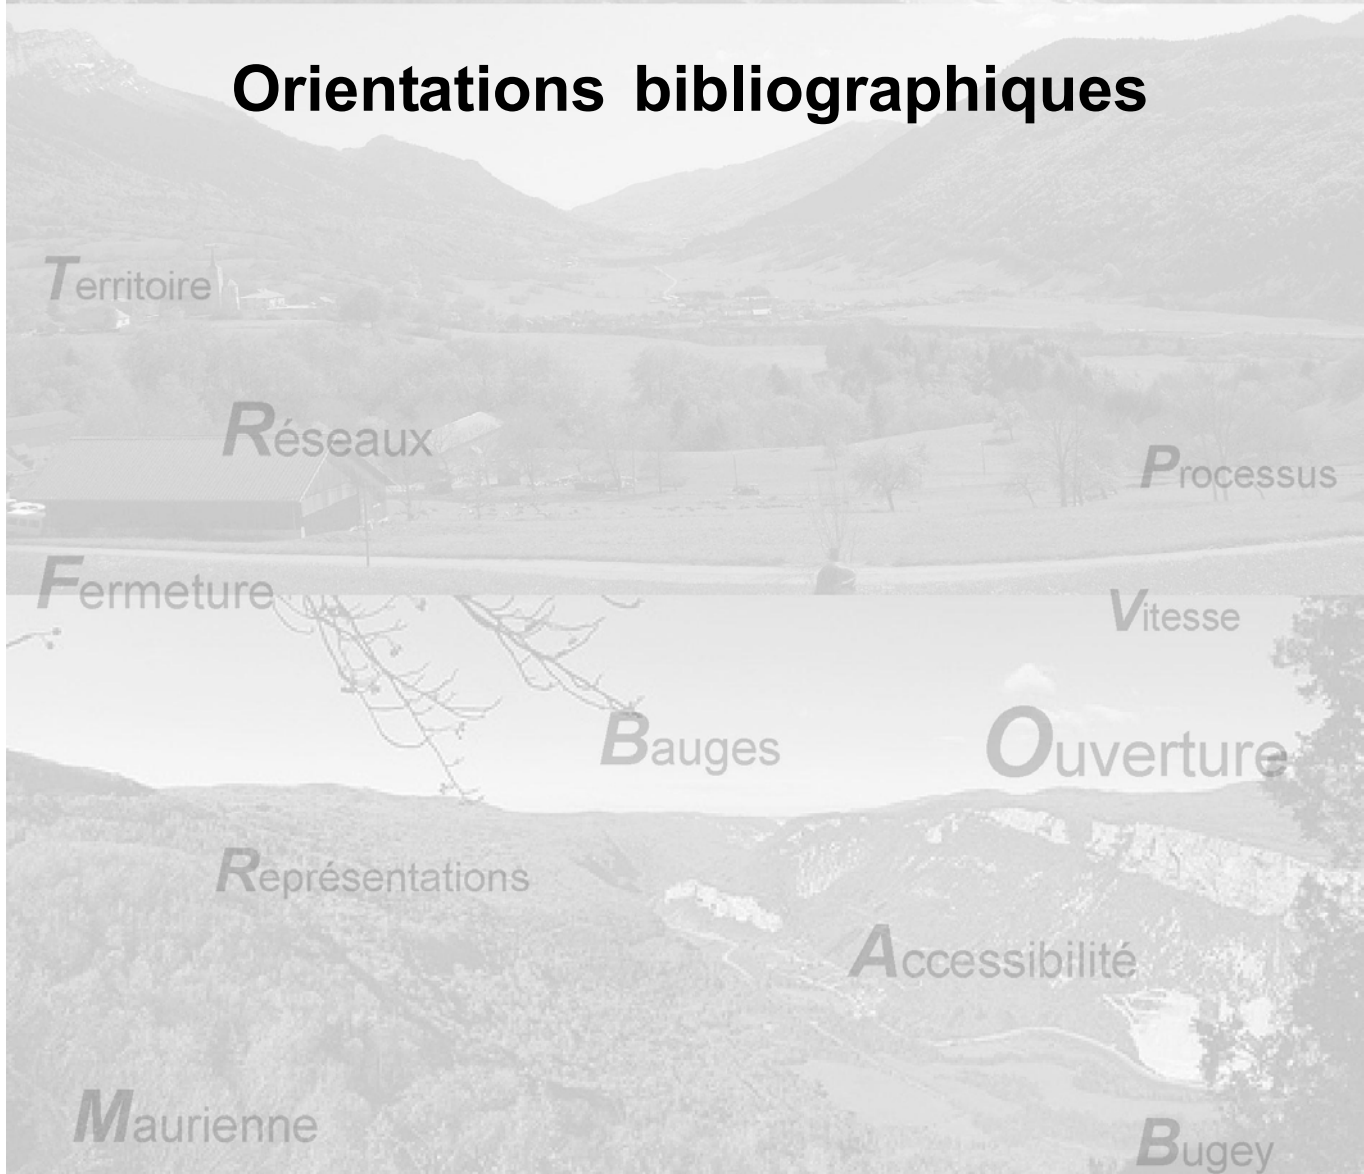 Orientations bibliographiques
Territoire
Réseaux
Processus
Fermeture
Vitesse
Bauges
Ouverture
Représentations
Accessibilité
Maurienne
Bugey